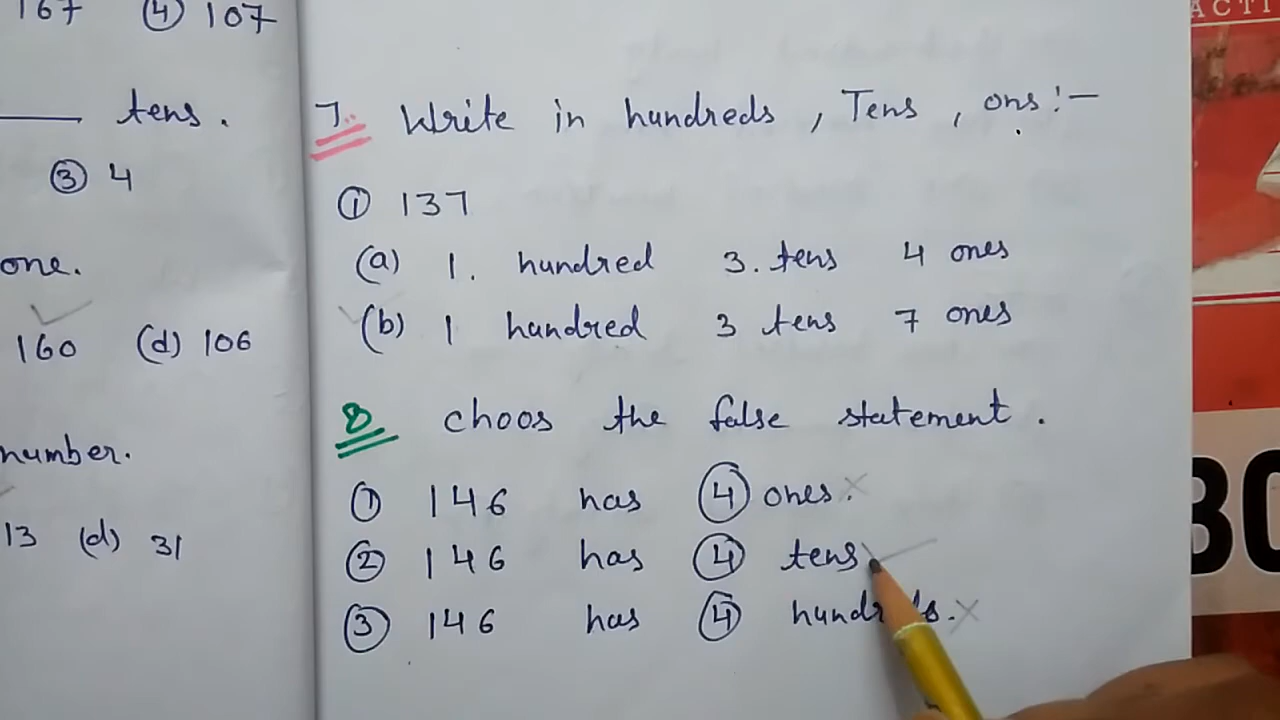 167 ④ 107
tens.
③ 4
one.
160 (d) 106
number.
13 (d) 31
7. Write in hundreds, Tens, ons:-
① 137
(a) 1. hundred 3. tens 4 ones
(b) 1 hundred 3 tens 7 ones
8 choos the false statement.
① 146 has ④ ones.
② 146 has ④ tens
③ 146 has ④ hundreds.
ACTI